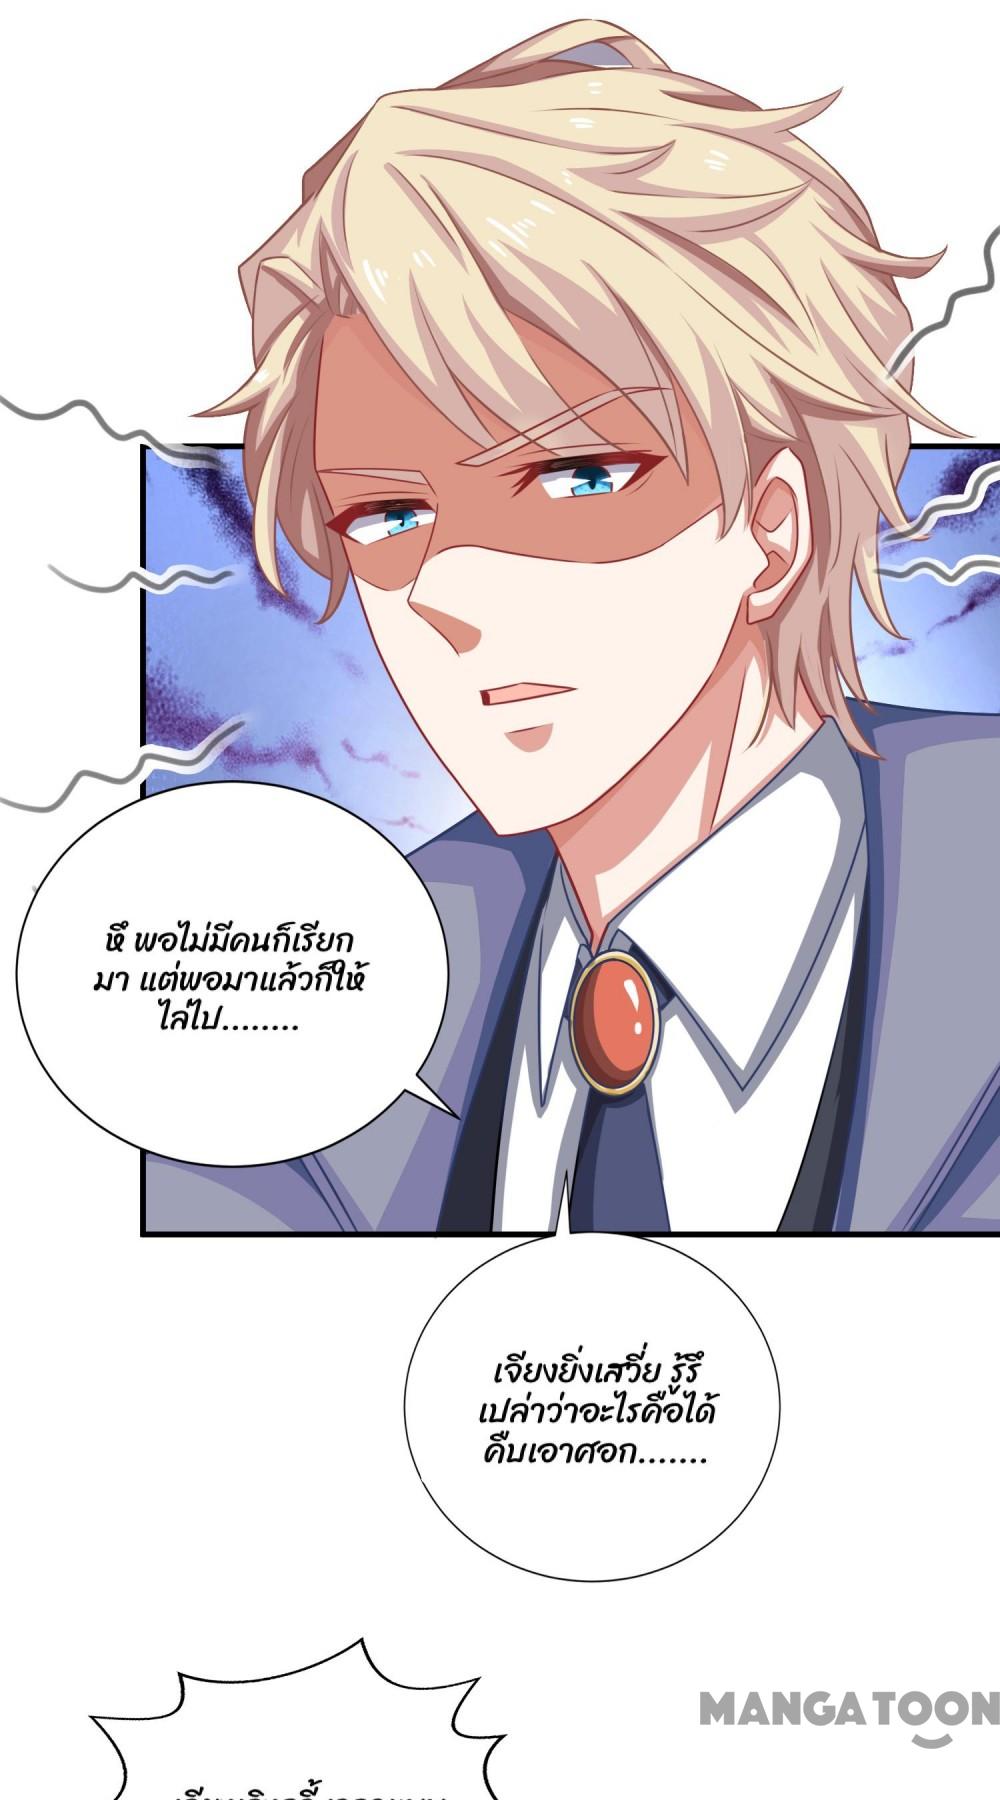 หึ พอไม่มีคนก็เรียก
มา แต่พอมาแล้วก็ให้
ไล่ไป........
เจียงยิ่งเสวี่ย รู้รึ
เปล่าว่าอะไรคือได้
คืบเอาศอก.......
MANGATOON